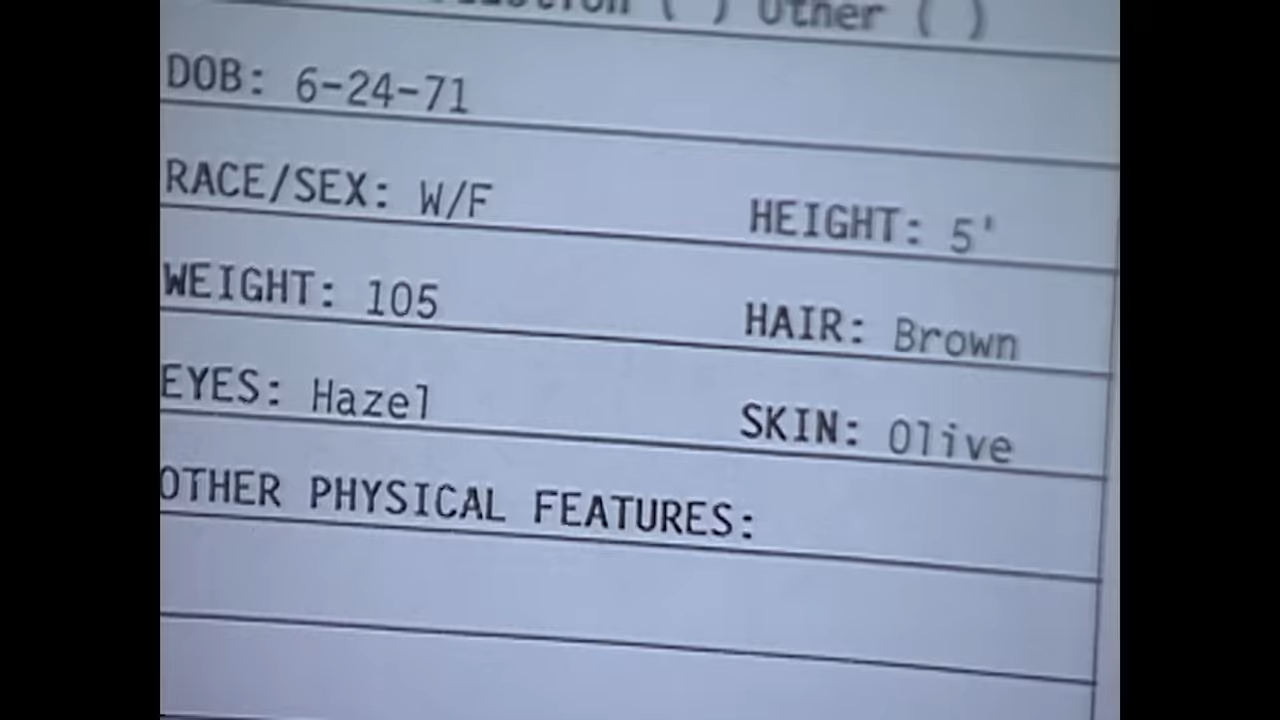 ( ) Other ( )
DOB: 6-24-71
RACE/SEX: W/F HEIGHT: 5'
WEIGHT: 105 HAIR: Brown
EYES: Hazel SKIN: Olive
OTHER PHYSICAL FEATURES: